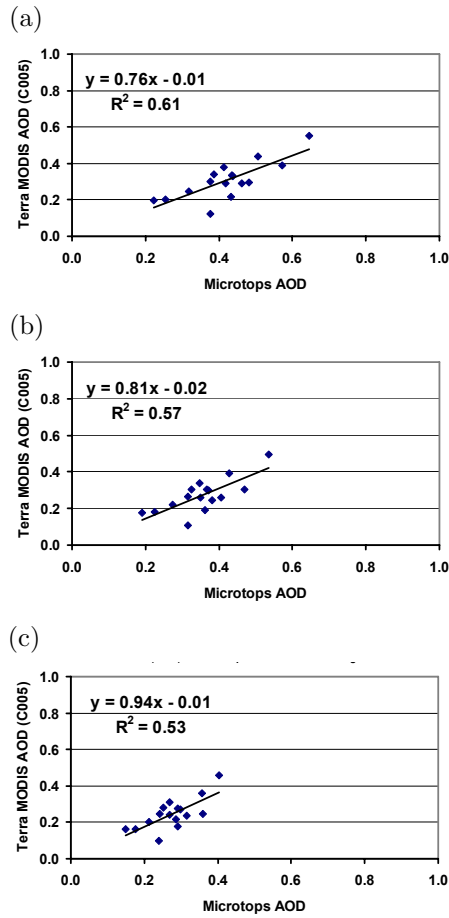 (a)
Terra MODIS AOD (C005)
1.0
0.8
0.6
0.4
0.2
0.0
y = 0.76x - 0.01
R² = 0.61
0.0 0.2 0.4 0.6 0.8 1.0
Microtops AOD
(b)
Terra MODIS AOD (C005)
1.0
0.8
0.6
0.4
0.2
0.0
y = 0.81x - 0.02
R² = 0.57
0.0 0.2 0.4 0.6 0.8 1.0
Microtops AOD
(c)
Terra MODIS AOD (C005)
1.0
0.8
0.6
0.4
0.2
0.0
y = 0.94x - 0.01
R² = 0.53
0.0 0.2 0.4 0.6 0.8 1.0
Microtops AOD